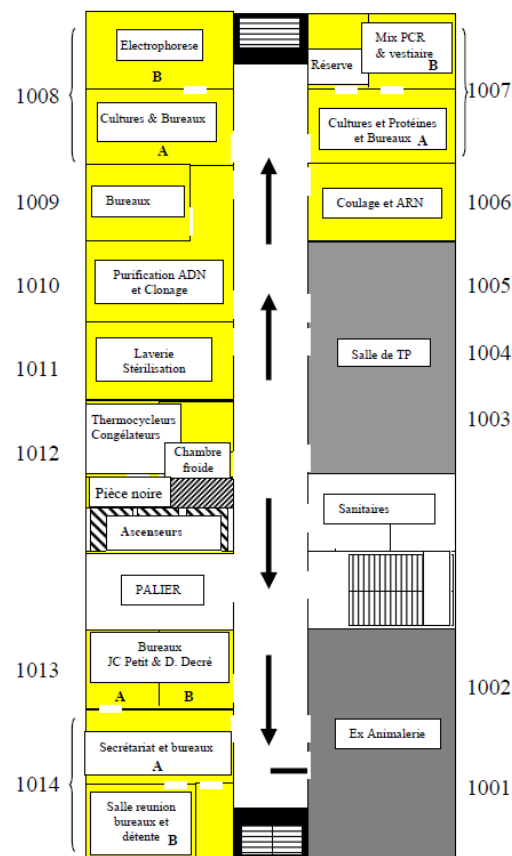 Electrophorese
B
1008
Cultures & Bureaux
A
1009
Bureaux
1010
Purification ADN
et Clonage
1011
Laverie
Stérilisation
Thermocycleurs
Congélateurs
1012
Chambre
froide
Pièce noire
Ascenseurs
PALIER
1013
Bureaux
JC Petit & D. Decré
A B
Secrétariat et bureaux
A
1014
Salle reunion
bureaux et
détente B
Mix PCR
& vestiaire
B
Réserve
1007
Cultures et Protéines
et Bureaux A
Coulage et ARN
1006
1005
Salle de TP
1004
1003
Sanitaires
1002
Ex Animalerie
1001